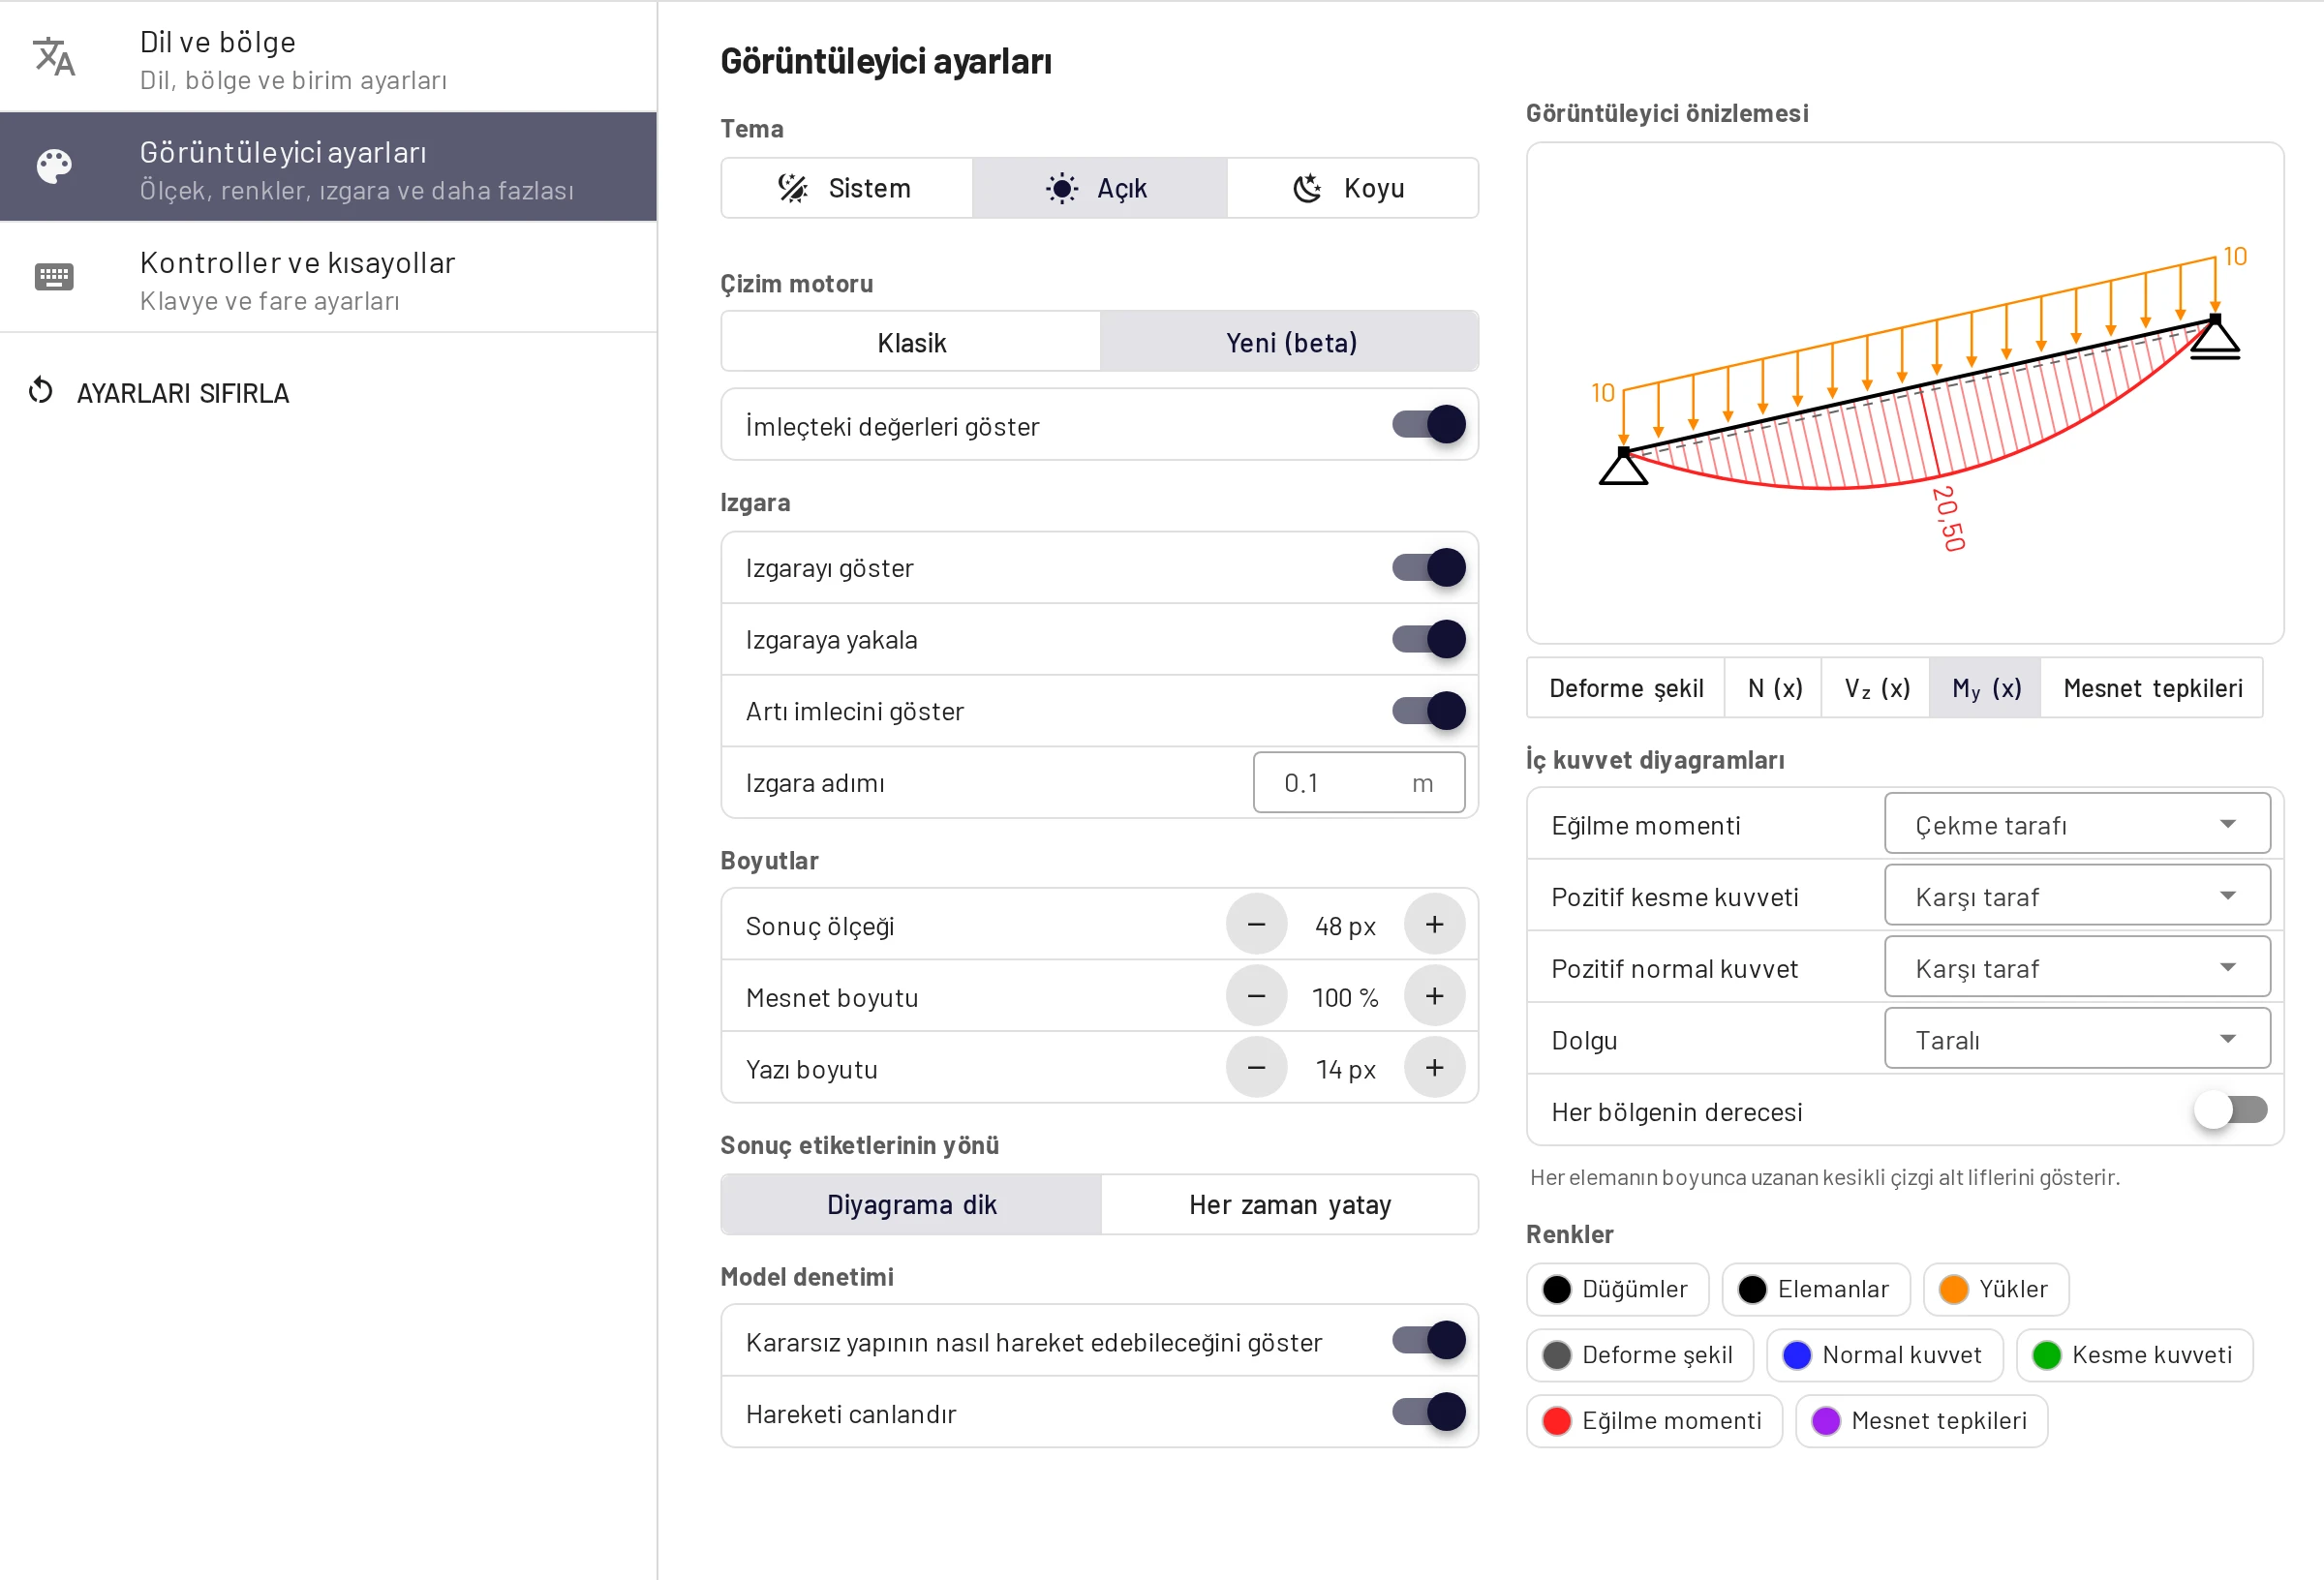 Dil ve bölge
Dil, bölge ve birim ayarları
Görüntüleyici ayarları
Ölçek, renkler, ızgara ve daha fazlası
Kontroller ve kısayollar
Klavye ve fare ayarları
AYARLARI SIFIRLA
Görüntüleyici ayarları
Tema
Sistem
Açık
Koyu
Çizim motoru
Klasik
Yeni (beta)
İmleçteki değerleri göster
Izgara
Izgarayı göster
Izgaraya yakala
Artı imlecini göster
Izgara adımı
0.1 m
Boyutlar
Sonuç ölçeği
48 px
Mesnet boyutu
100 %
Yazı boyutu
14 px
Sonuç etiketlerinin yönü
Diyagrama dik
Her zaman yatay
Model denetimi
Kararsız yapının nasıl hareket edebileceğini göster
Hareketi canlandır
Görüntüleyici önizlemesi
10
10
20,50
Deforme şekil
N (x)
Vz (x)
My (x)
Mesnet tepkileri
İç kuvvet diyagramları
Eğilme momenti
Çekme tarafı
Pozitif kesme kuvveti
Karşı taraf
Pozitif normal kuvvet
Karşı taraf
Dolgu
Taralı
Her bölgenin derecesi
Her elemanın boyunca uzanan kesikli çizgi alt liflerini gösterir.
Renkler
Düğümler
Elemanlar
Yükler
Deforme şekil
Normal kuvvet
Kesme kuvveti
Eğilme momenti
Mesnet tepkileri